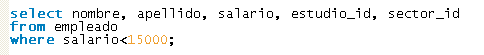 select nombre, apellido, salario, estudio_id, sector_id
from empleado
where salario<15000;